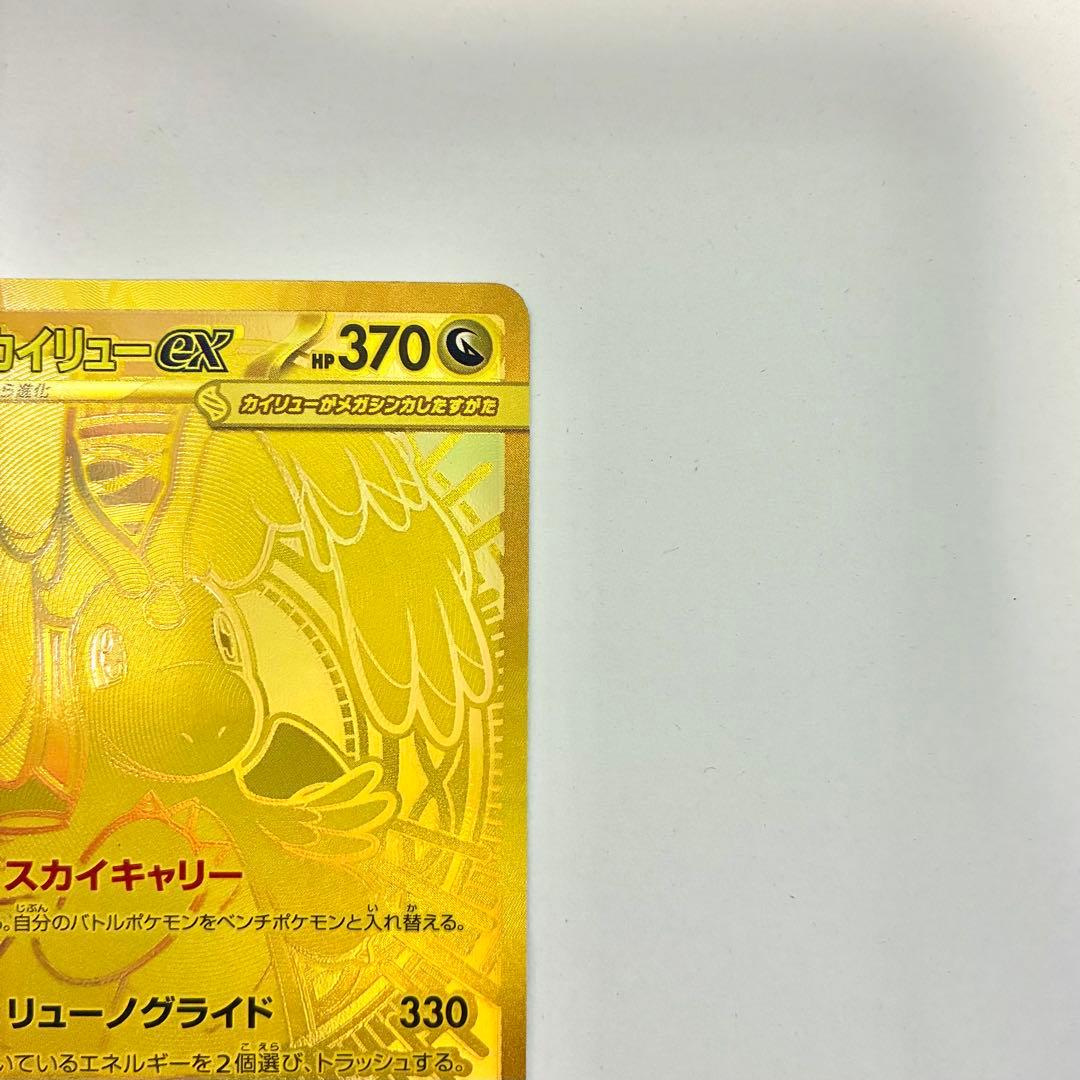 カイリューex HP370
ら進化
カイリューがメガシンカしたすがた
スカイキャリー
。自分のバトルポケモンをベンチポケモンと入れ替える。
リューノグライド 330
いているエネルギーを2個選び、トラッシュする。